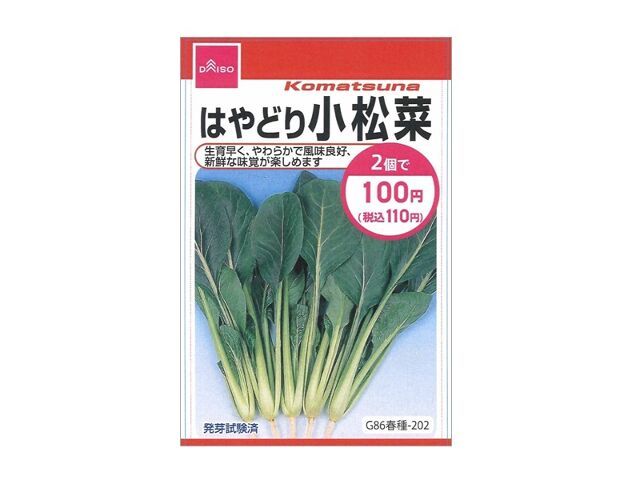 DAISO
Komatsuna
はやどり小松菜
生育早く、やわらかで風味良好、
新鮮な味覚が楽しめます
2個で
100円
(税込110円)
発芽試験済
G86春種-202